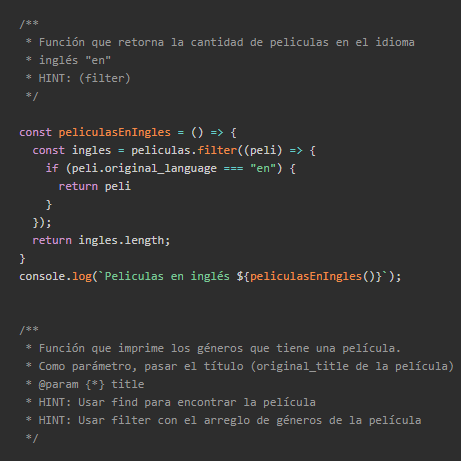 /**
 * Función que retorna la cantidad de peliculas en el idioma
 * inglés "en"
 * HINT: (filter)
 */
const peliculasEnIngles = () => {
  const ingles = peliculas.filter((peli) => {
    if (peli.original_language === "en") {
      return peli
    }
  });
  return ingles.length;
}
console.log(`Peliculas en inglés ${peliculasEnIngles()}`);
/**
 * Función que imprime los géneros que tiene una película.
 * Como parámetro, pasar el título (original_title de la película)
 * @param {*} title
 * HINT: Usar find para encontrar la película
 * HINT: Usar filter con el arreglo de géneros de la película
 */